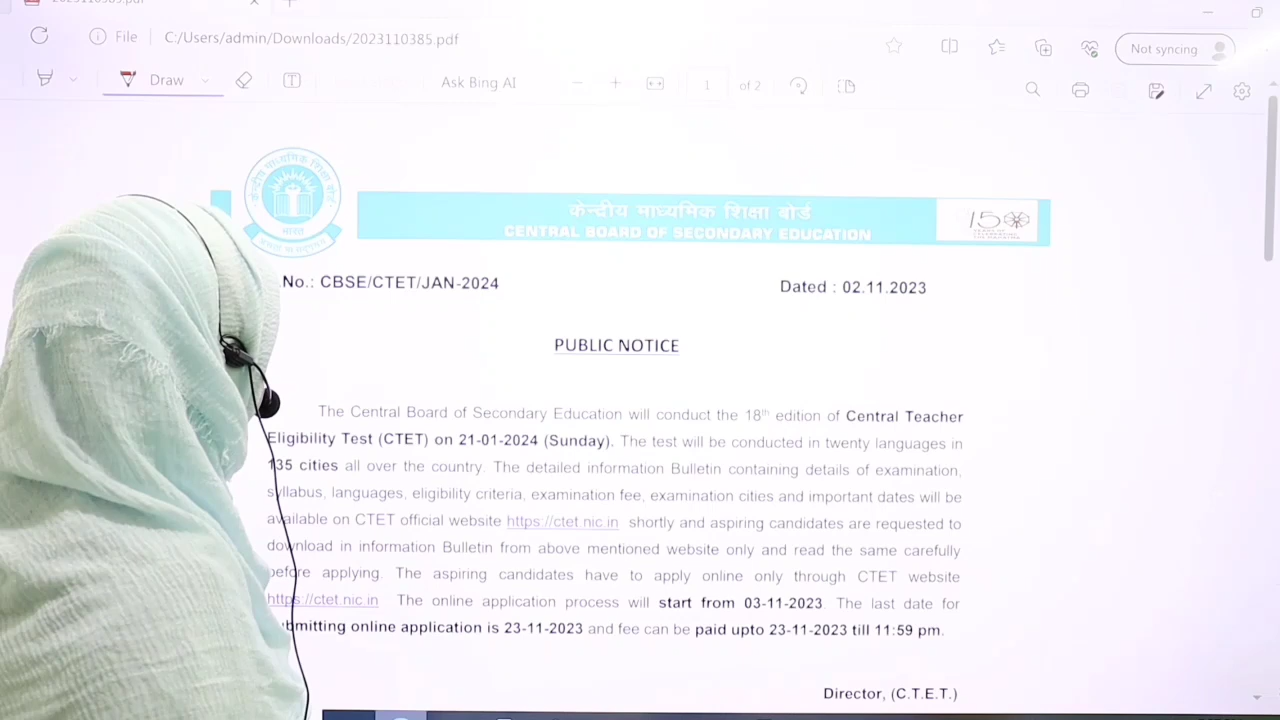 2023110385.pdf
File
C:/Users/admin/Downloads/2023110385.pdf
Not syncing
Draw
Ask Bing AI
1 of 2
केन्द्रीय माध्यमिक शिक्षा बोर्ड
CENTRAL BOARD OF SECONDARY EDUCATION
केन्द्रीय माध्यमिक शिक्षा बोर्ड
भारत
No.: CBSE/CTET/JAN-2024
Dated : 02.11.2023
PUBLIC NOTICE
The Central Board of Secondary Education will conduct the 18th edition of Central Teacher
Eligibility Test (CTET) on 21-01-2024 (Sunday). The test will be conducted in twenty languages in
135 cities all over the country. The detailed information Bulletin containing details of examination,
syllabus, languages, eligibility criteria, examination fee, examination cities and important dates will be
available on CTET official website https://ctet.nic.in shortly and aspiring candidates are requested to
download in information Bulletin from above mentioned website only and read the same carefully
before applying. The aspiring candidates have to apply online only through CTET website
https://ctet.nic.in The online application process will start from 03-11-2023. The last date for
bmitting online application is 23-11-2023 and fee can be paid upto 23-11-2023 till 11:59 pm.
Director, (C.T.E.T.)